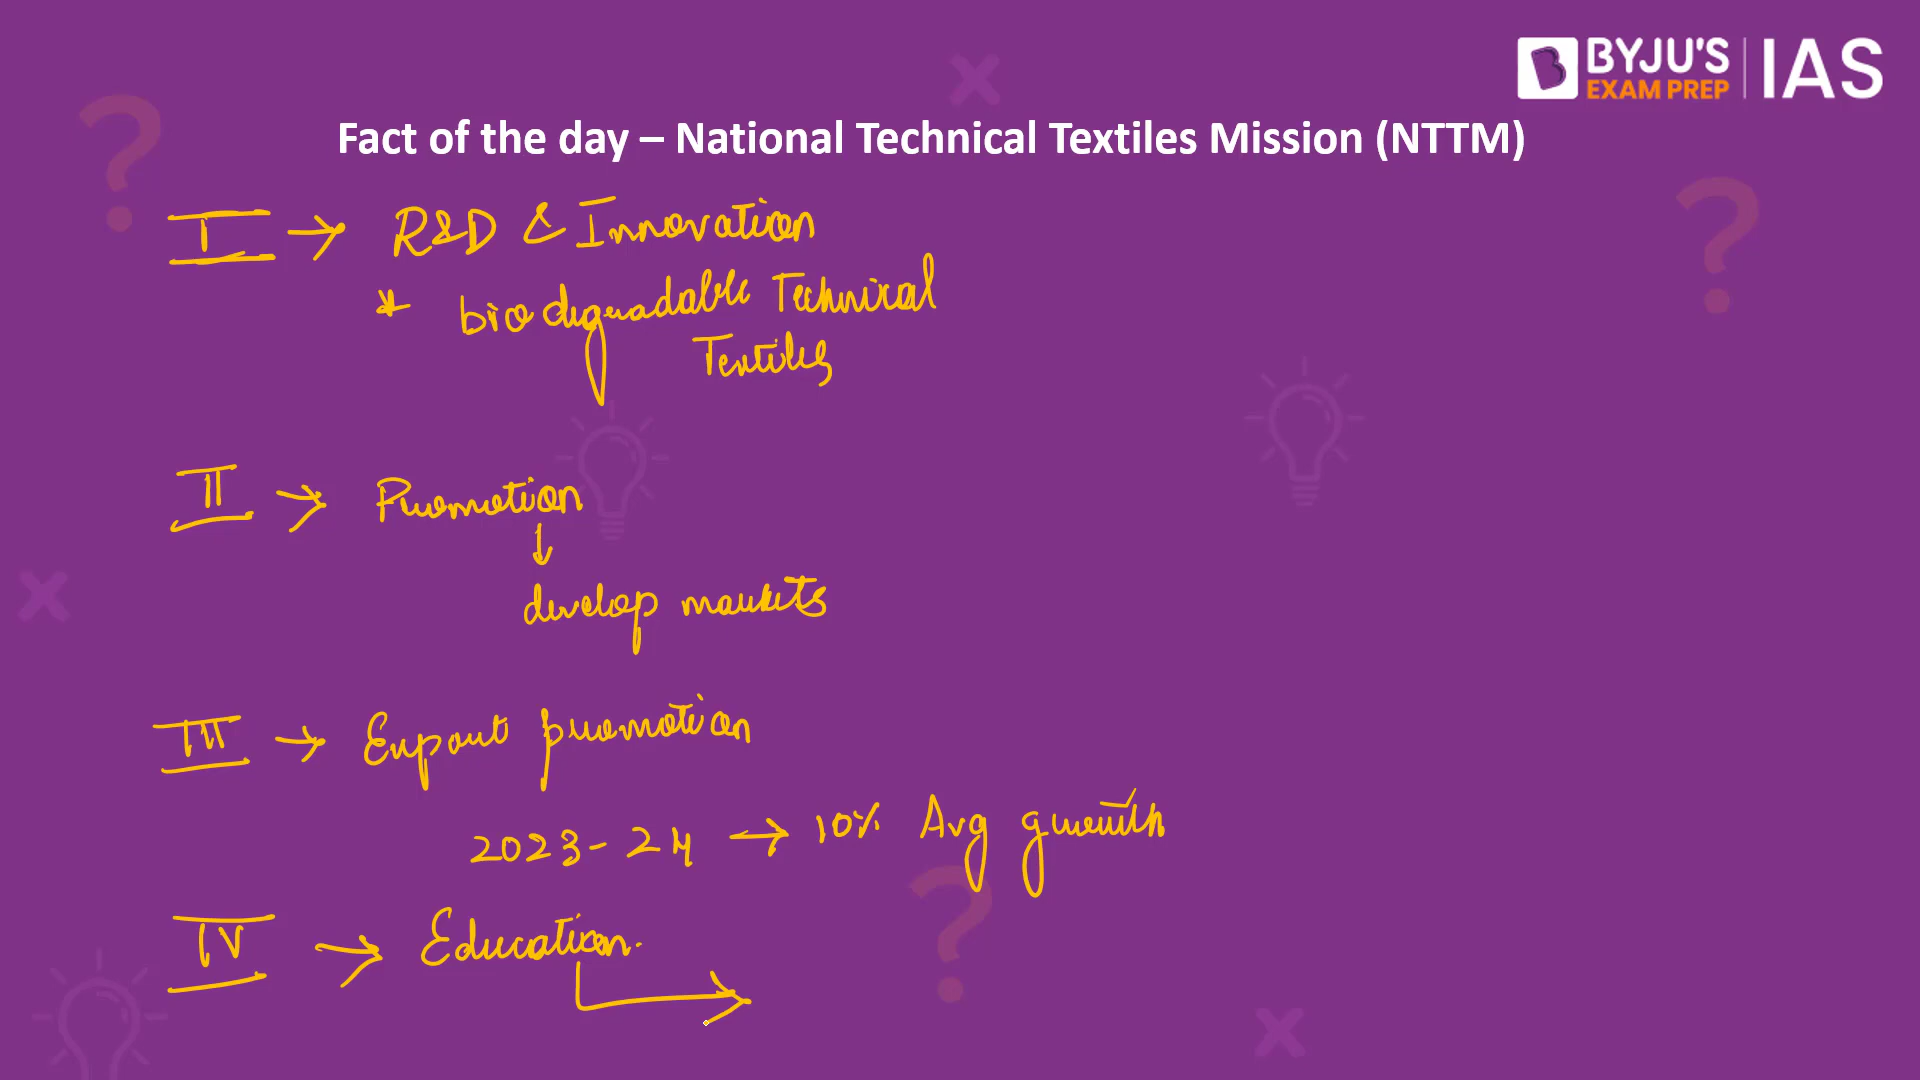 BYJU'S
EXAM PREP
IAS
Fact of the day – National Technical Textiles Mission (NTTM)
I → R&D & Innovation
* biodegradable Technical
Textiles
II → Promotion
↓
develop markets
III → Export promotion
2023-24 → 10% Avg growth
IV → Education.